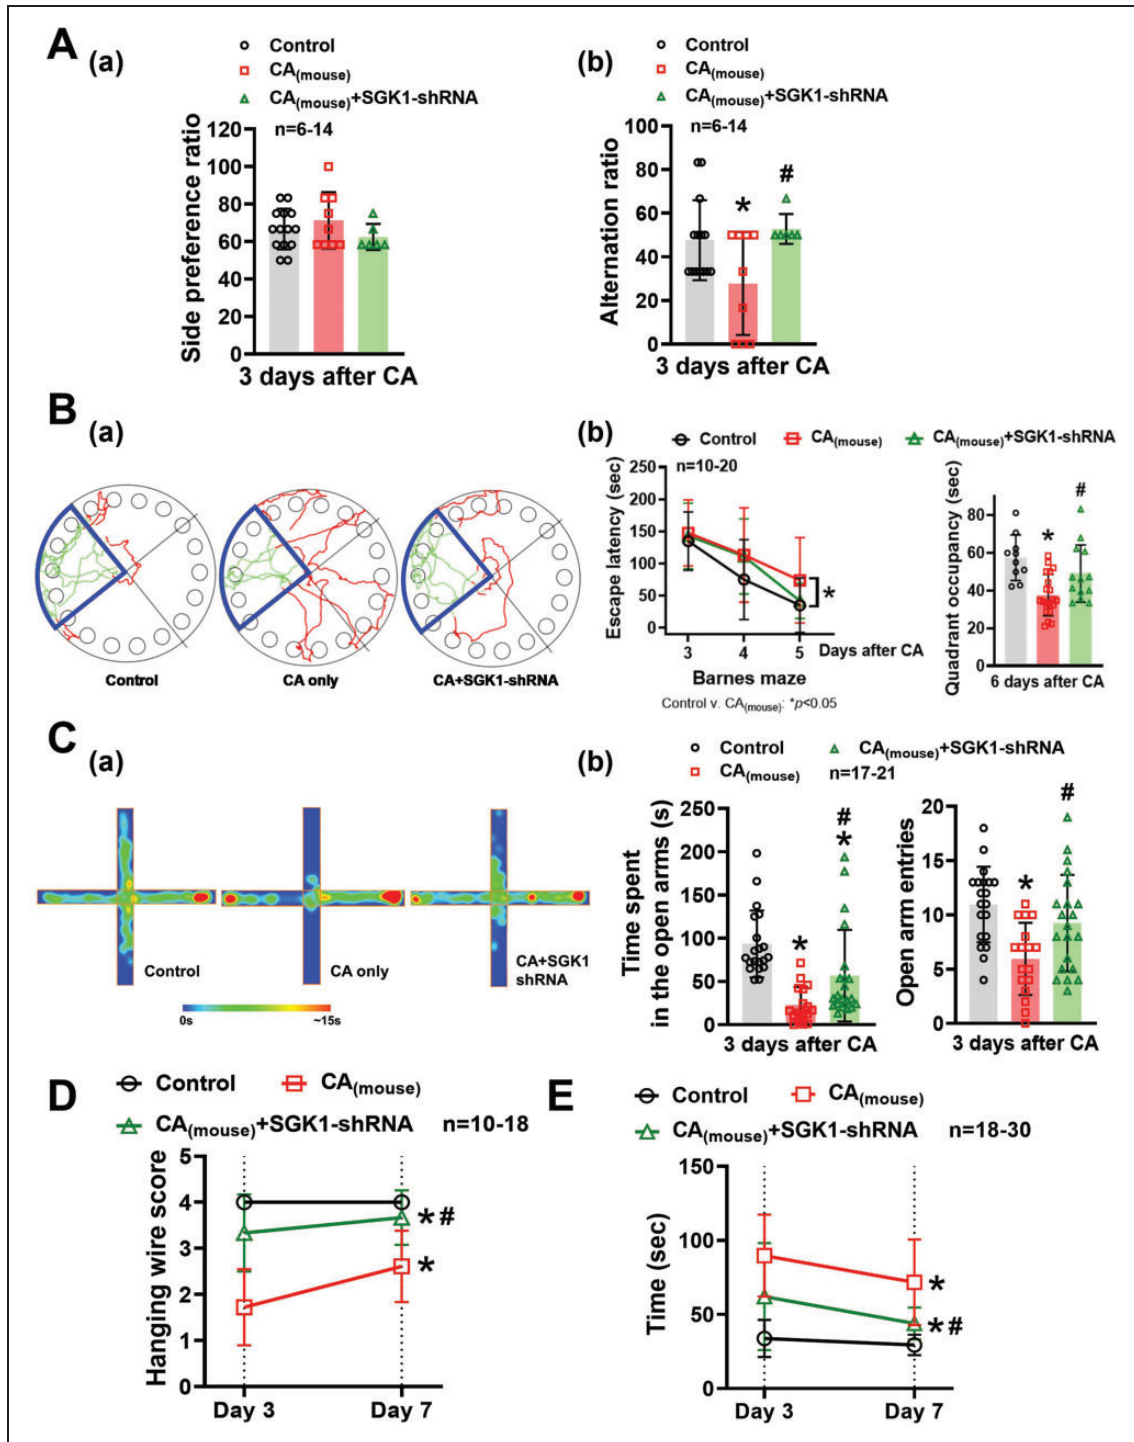 A
(a)
Control
CA(mouse)
CA(mouse)+SGK1-shRNA
n=6-14
Side preference ratio
120
100
80
60
40
20
0
3 days after CA
(b)
Control
CA(mouse)
CA(mouse)+SGK1-shRNA
n=6-14
Alternation ratio
100
80
60
40
20
0
*
#
3 days after CA
B
(a)
Control
CA only
CA+SGK1-shRNA
(b)
Control
CA(mouse)
CA(mouse)+SGK1-shRNA
Escape latency (sec)
250
200
150
100
50
0
n=10-20
*
3
4
5
Days after CA
Barnes maze
Control v. CA(mouse): *p<0.05
Quadrant occupancy (sec)
80
60
40
20
0
*
#
6 days after CA
C
(a)
Control
CA only
CA+SGK1
shRNA
0s
~15s
(b)
Control
CA(mouse)+SGK1-shRNA
CA(mouse)
n=17-21
Time spent
in the open arms (s)
250
200
150
100
50
0
*
#
*
3 days after CA
Open arm entries
20
15
10
5
0
*
#
3 days after CA
D
Control
CA(mouse)
CA(mouse)+SGK1-shRNA
n=10-18
Hanging wire score
5
4
3
2
1
0
*#
*
Day 3
Day 7
E
Control
CA(mouse)
CA(mouse)+SGK1-shRNA
n=18-30
Time (sec)
150
100
50
0
*
*#
Day 3
Day 7